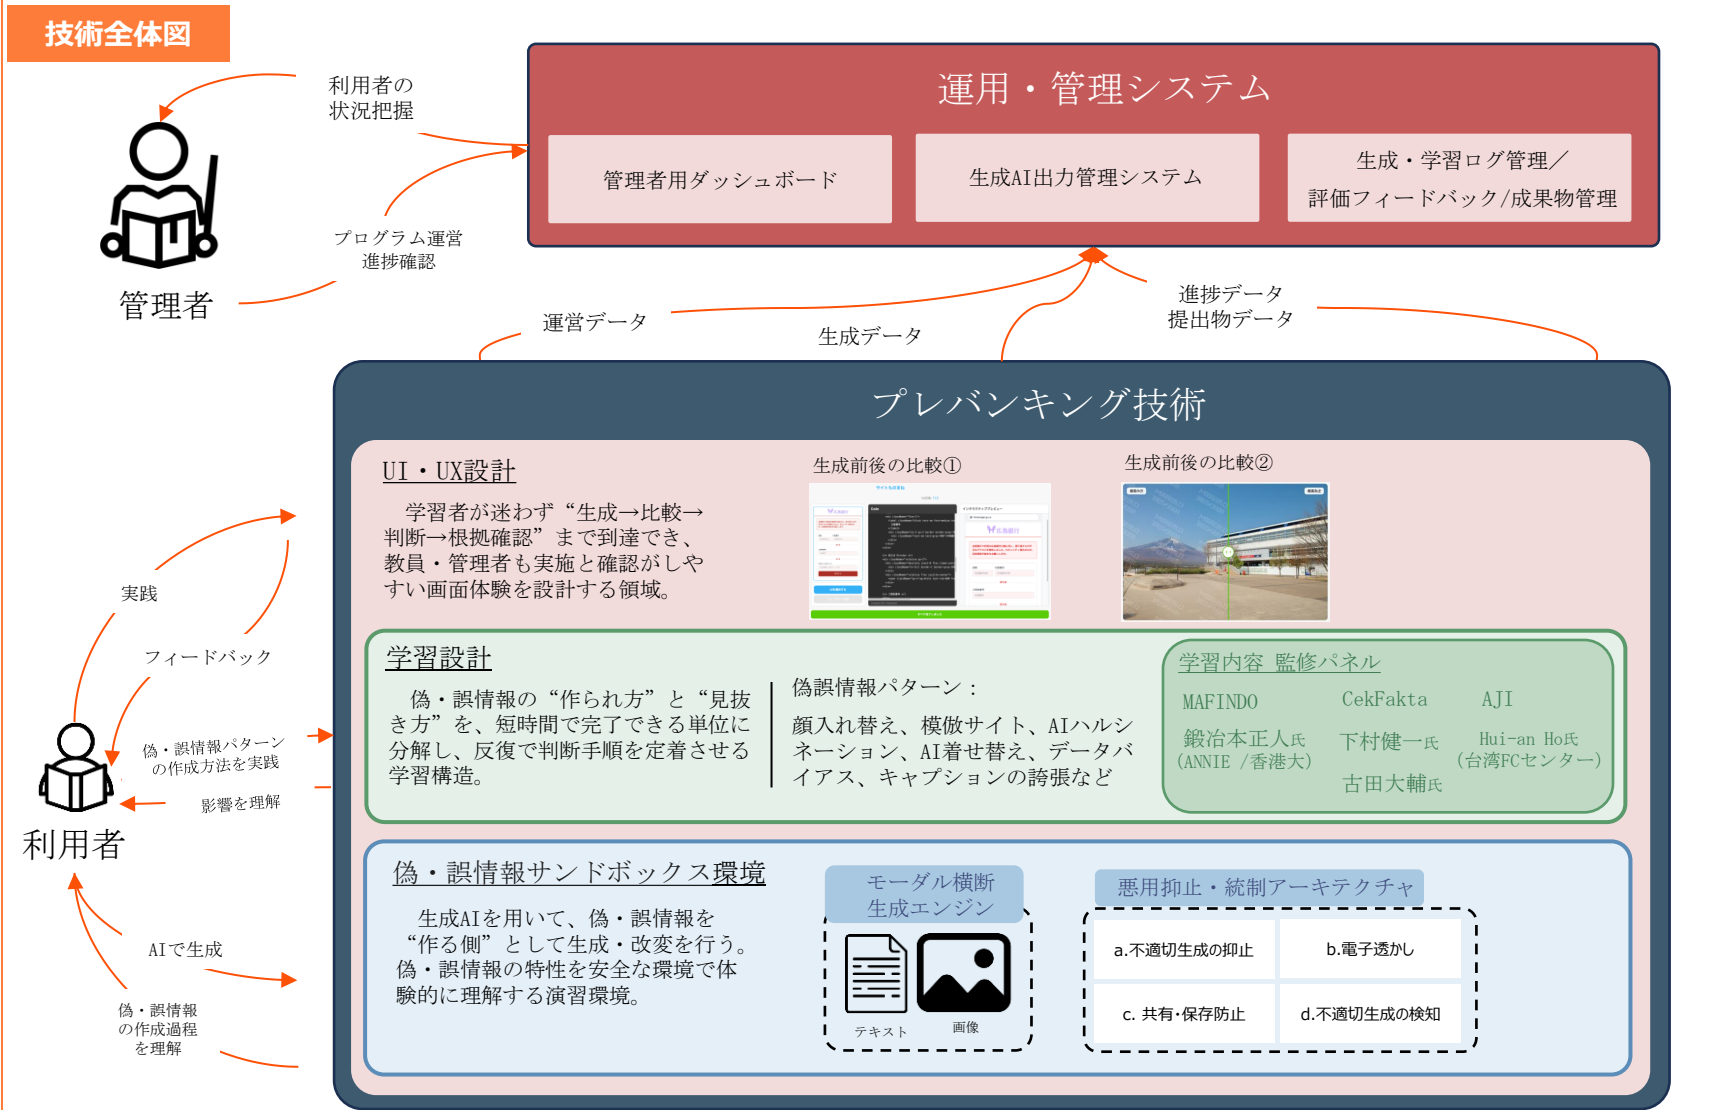 技術全体図
利用者の
状況把握
プログラム運営
進捗確認
管理者
運用・管理システム
管理者用ダッシュボード
生成AI出力管理システム
生成・学習ログ管理／
評価フィードバック/成果物管理
運営データ
生成データ
進捗データ
提出物データ
プレバンキング技術
UI・UX設計
学習者が迷わず“生成→比較→
判断→根拠確認”まで到達でき、
教員・管理者も実施と確認がしや
すい画面体験を設計する領域。
生成前後の比較①
生成前後の比較②
実践
フィードバック
偽・誤情報パターン
の作成方法を実践
影響を理解
利用者
AIで生成
偽・誤情報
の作成過程
を理解
学習設計
偽・誤情報の“作られ方”と“見抜
き方”を、短時間で完了できる単位に
分解し、反復で判断手順を定着させる
学習構造。
偽誤情報パターン：
顔入れ替え、模倣サイト、AIハルシ
ネーション、AI着せ替え、データバ
イアス、キャプションの誇張など
学習内容 監修パネル
MAFINDO
CekFakta
AJI
鍛冶本正人氏
(ANNIE /香港大)
下村健一氏
Hui-an Ho氏
(台湾FCセンター)
古田大輔氏
偽・誤情報サンドボックス環境
生成AIを用いて、偽・誤情報を
“作る側”として生成・改変を行う。
偽・誤情報の特性を安全な環境で体
験的に理解する演習環境。
モーダル横断
生成エンジン
テキスト
画像
悪用抑止・統制アーキテクチャ
a.不適切生成の抑止
b.電子透かし
c. 共有・保存防止
d.不適切生成の検知